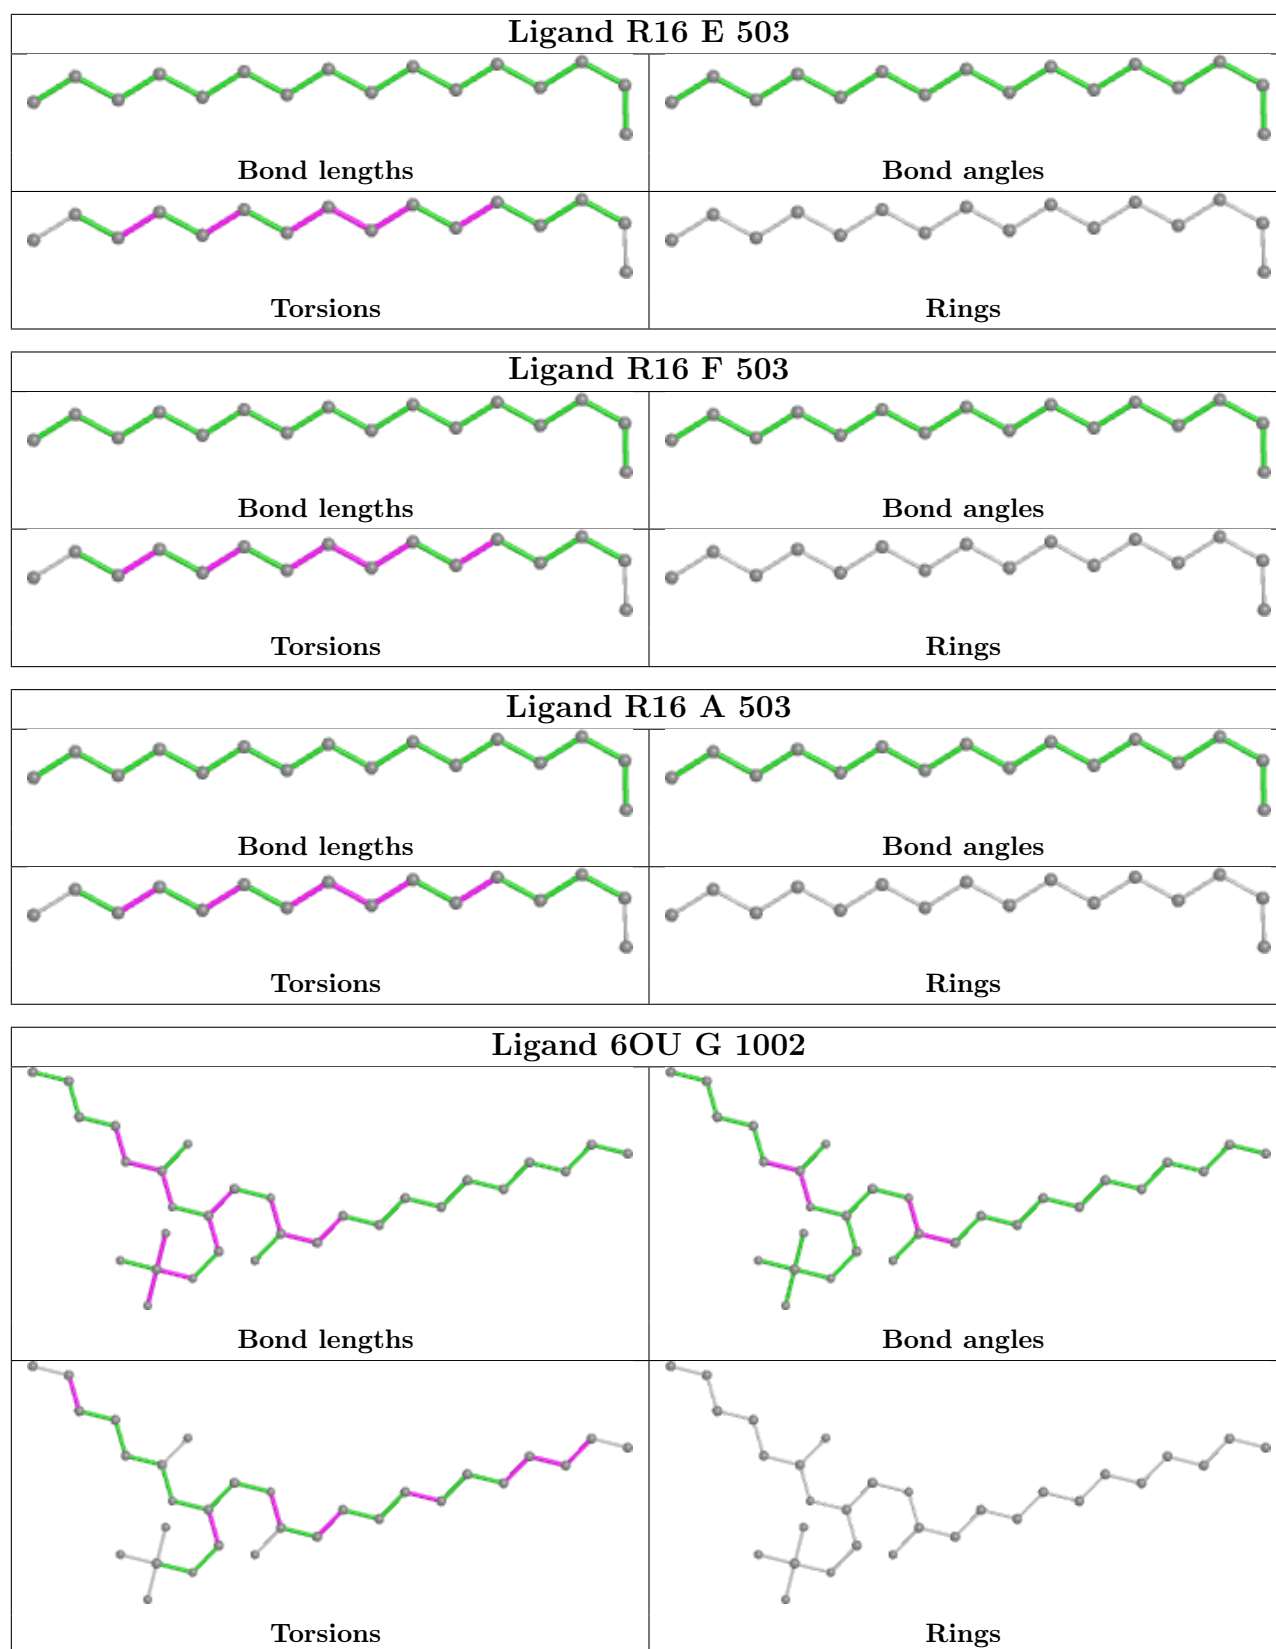 Ligand R16 E 503
Bond lengths
Bond angles
Torsions
Rings
Ligand R16 F 503
Bond lengths
Bond angles
Torsions
Rings
Ligand R16 A 503
Bond lengths
Bond angles
Torsions
Rings
Ligand 6OU G 1002
Bond lengths
Bond angles
Torsions
Rings